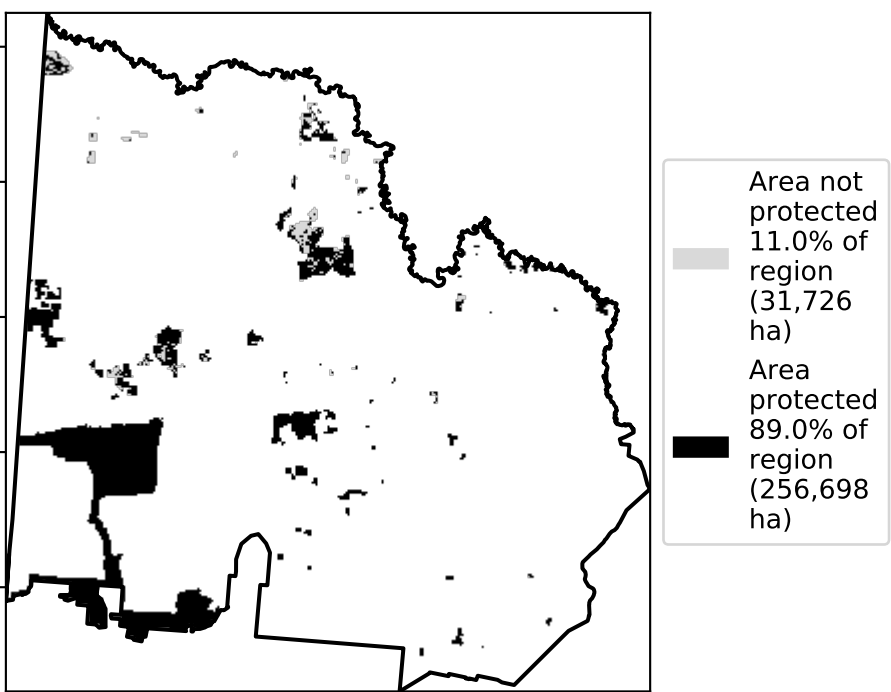 Area not
protected
11.0% of
region
(31,726
ha)
Area
protected
89.0% of
region
(256,698
ha)